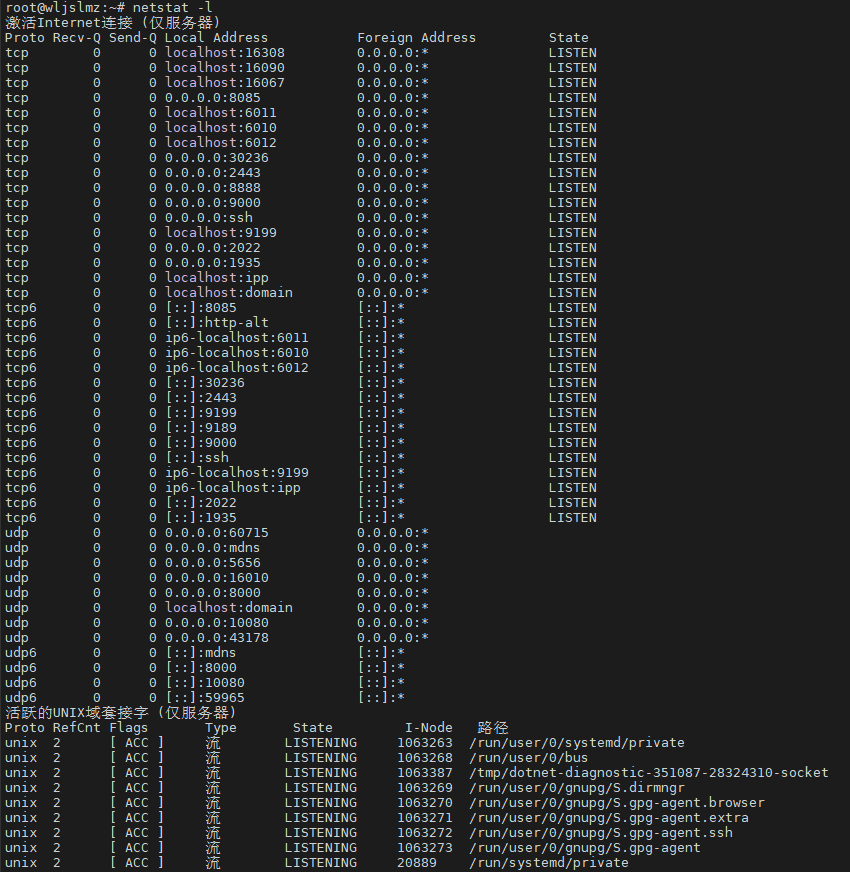 root@wljslmz:~# netstat -l
激活Internet连接 (仅服务器)
Proto Recv-Q Send-Q Local Address           Foreign Address         State
tcp        0      0 localhost:16308         0.0.0.0:*               LISTEN
tcp        0      0 localhost:16090         0.0.0.0:*               LISTEN
tcp        0      0 localhost:16067         0.0.0.0:*               LISTEN
tcp        0      0 0.0.0.0:8085            0.0.0.0:*               LISTEN
tcp        0      0 localhost:6011          0.0.0.0:*               LISTEN
tcp        0      0 localhost:6010          0.0.0.0:*               LISTEN
tcp        0      0 localhost:6012          0.0.0.0:*               LISTEN
tcp        0      0 0.0.0.0:30236           0.0.0.0:*               LISTEN
tcp        0      0 0.0.0.0:2443            0.0.0.0:*               LISTEN
tcp        0      0 0.0.0.0:8888            0.0.0.0:*               LISTEN
tcp        0      0 0.0.0.0:9000            0.0.0.0:*               LISTEN
tcp        0      0 0.0.0.0:ssh             0.0.0.0:*               LISTEN
tcp        0      0 localhost:9199          0.0.0.0:*               LISTEN
tcp        0      0 0.0.0.0:2022            0.0.0.0:*               LISTEN
tcp        0      0 0.0.0.0:1935            0.0.0.0:*               LISTEN
tcp        0      0 localhost:ipp           0.0.0.0:*               LISTEN
tcp        0      0 localhost:domain        0.0.0.0:*               LISTEN
tcp6       0      0 [::]:8085               [::]:*                  LISTEN
tcp6       0      0 [::]:http-alt           [::]:*                  LISTEN
tcp6       0      0 ip6-localhost:6011      [::]:*                  LISTEN
tcp6       0      0 ip6-localhost:6010      [::]:*                  LISTEN
tcp6       0      0 ip6-localhost:6012      [::]:*                  LISTEN
tcp6       0      0 [::]:30236              [::]:*                  LISTEN
tcp6       0      0 [::]:2443               [::]:*                  LISTEN
tcp6       0      0 [::]:9199               [::]:*                  LISTEN
tcp6       0      0 [::]:9189               [::]:*                  LISTEN
tcp6       0      0 [::]:9000               [::]:*                  LISTEN
tcp6       0      0 [::]:ssh                [::]:*                  LISTEN
tcp6       0      0 ip6-localhost:9199      [::]:*                  LISTEN
tcp6       0      0 ip6-localhost:ipp       [::]:*                  LISTEN
tcp6       0      0 [::]:2022               [::]:*                  LISTEN
tcp6       0      0 [::]:1935               [::]:*                  LISTEN
udp        0      0 0.0.0.0:60715           0.0.0.0:*
udp        0      0 0.0.0.0:mdns            0.0.0.0:*
udp        0      0 0.0.0.0:5656            0.0.0.0:*
udp        0      0 0.0.0.0:16010           0.0.0.0:*
udp        0      0 0.0.0.0:8000            0.0.0.0:*
udp        0      0 localhost:domain        0.0.0.0:*
udp        0      0 0.0.0.0:10080           0.0.0.0:*
udp        0      0 0.0.0.0:43178           0.0.0.0:*
udp6       0      0 [::]:mdns               [::]:*
udp6       0      0 [::]:8000               [::]:*
udp6       0      0 [::]:10080              [::]:*
udp6       0      0 [::]:59965              [::]:*
活跃的UNIX域套接字 (仅服务器)
Proto RefCnt Flags       Type       State         I-Node   路径
unix  2      [ ACC ]     流        LISTENING     1063263  /run/user/0/systemd/private
unix  2      [ ACC ]     流        LISTENING     1063268  /run/user/0/bus
unix  2      [ ACC ]     流        LISTENING     1063387  /tmp/dotnet-diagnostic-351087-28324310-socket
unix  2      [ ACC ]     流        LISTENING     1063269  /run/user/0/gnupg/S.dirmngr
unix  2      [ ACC ]     流        LISTENING     1063270  /run/user/0/gnupg/S.gpg-agent.browser
unix  2      [ ACC ]     流        LISTENING     1063271  /run/user/0/gnupg/S.gpg-agent.extra
unix  2      [ ACC ]     流        LISTENING     1063272  /run/user/0/gnupg/S.gpg-agent.ssh
unix  2      [ ACC ]     流        LISTENING     1063273  /run/user/0/gnupg/S.gpg-agent
unix  2      [ ACC ]     流        LISTENING     20889    /run/systemd/private